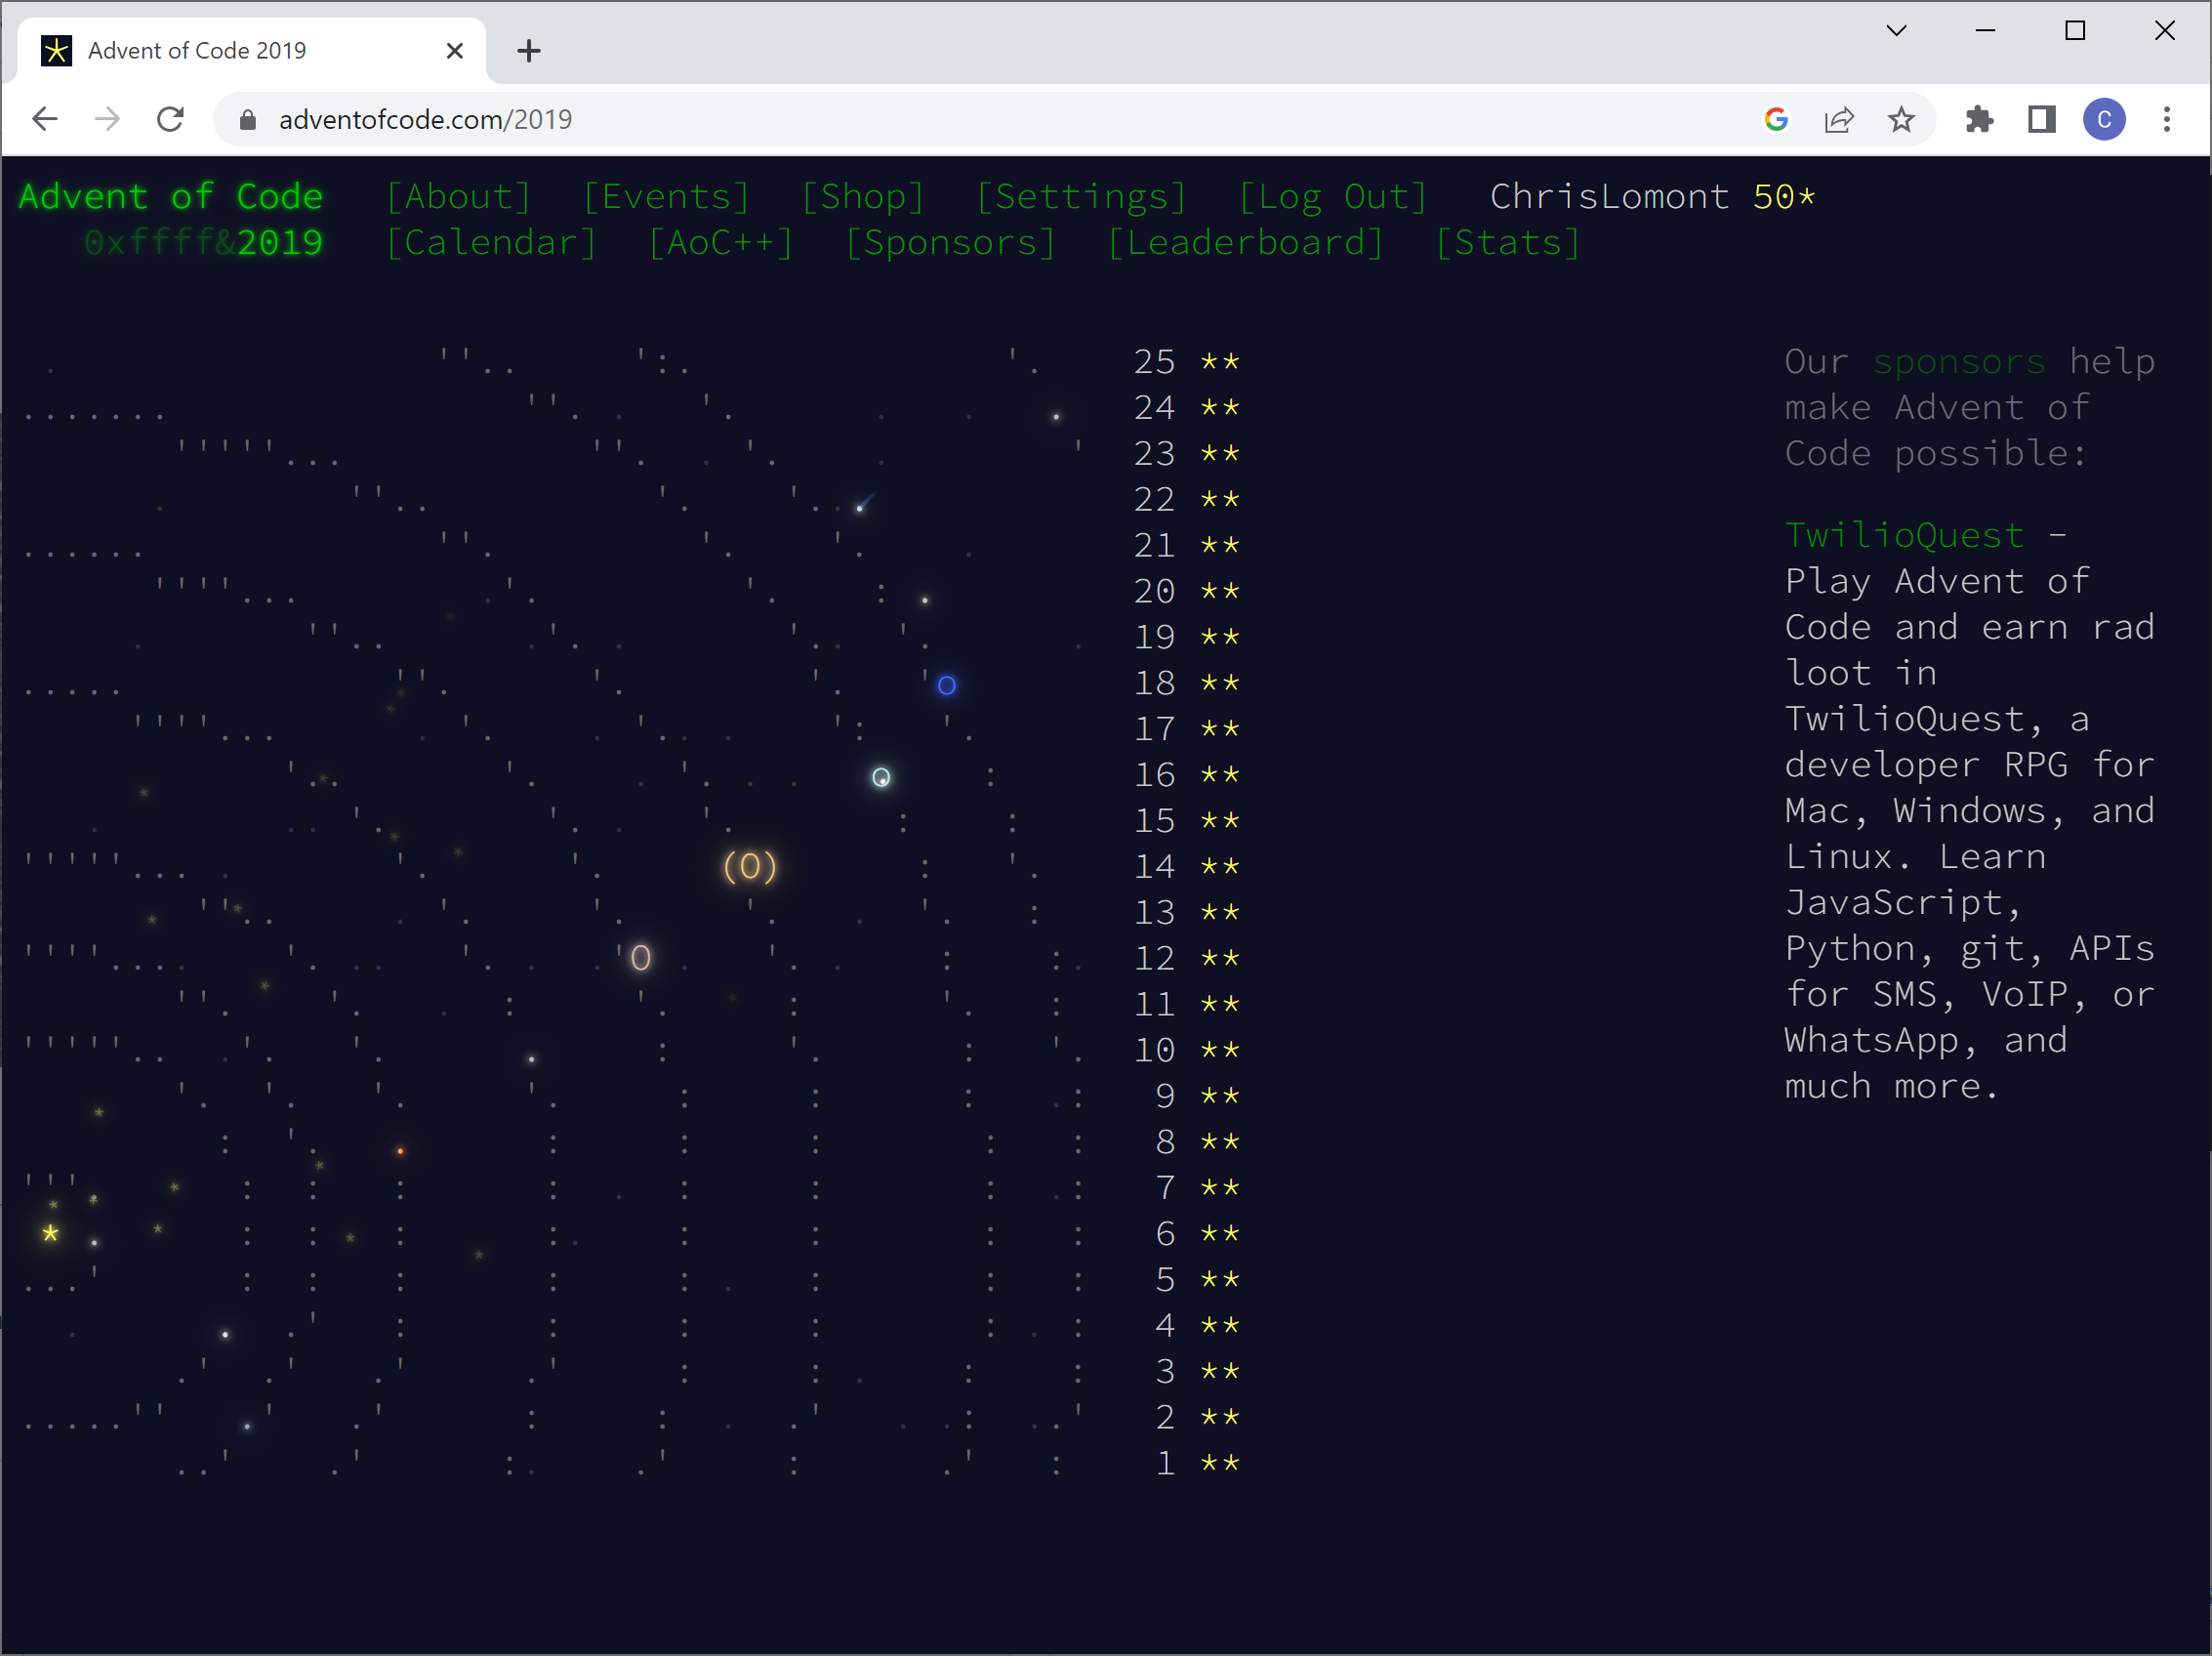 Advent of Code 2019
adventofcode.com/2019
C
Advent of Code [About] [Events] [Shop] [Settings] [Log Out] ChrisLomont 50*
0xffff&2019 [Calendar] [AoC++] [Sponsors] [Leaderboard] [Stats]
25 **
24 **
23 **
22 **
21 **
20 **
19 **
18 **
17 **
16 **
15 **
14 **
13 **
12 **
11 **
10 **
9 **
8 **
7 **
6 **
5 **
4 **
3 **
2 **
1 **
Our sponsors help
make Advent of
Code possible:
TwilioQuest -
Play Advent of
Code and earn rad
loot in
TwilioQuest, a
developer RPG for
Mac, Windows, and
Linux. Learn
JavaScript,
Python, git, APIs
for SMS, VoIP, or
WhatsApp, and
much more.